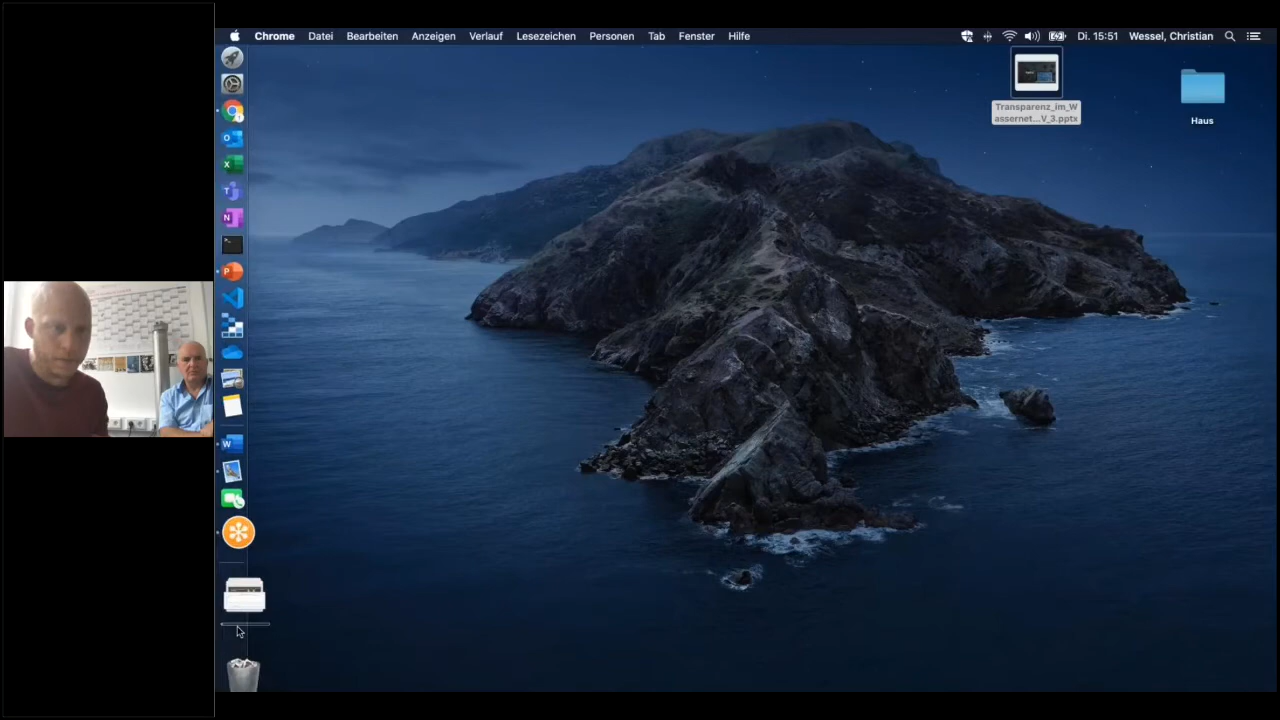 Chrome Datei Bearbeiten Anzeigen Verlauf Lesezeichen Personen Tab Fenster Hilfe Di. 15:51 Wessel, Christian
Transparenz_im_W
assernet...V_3.pptx
Haus